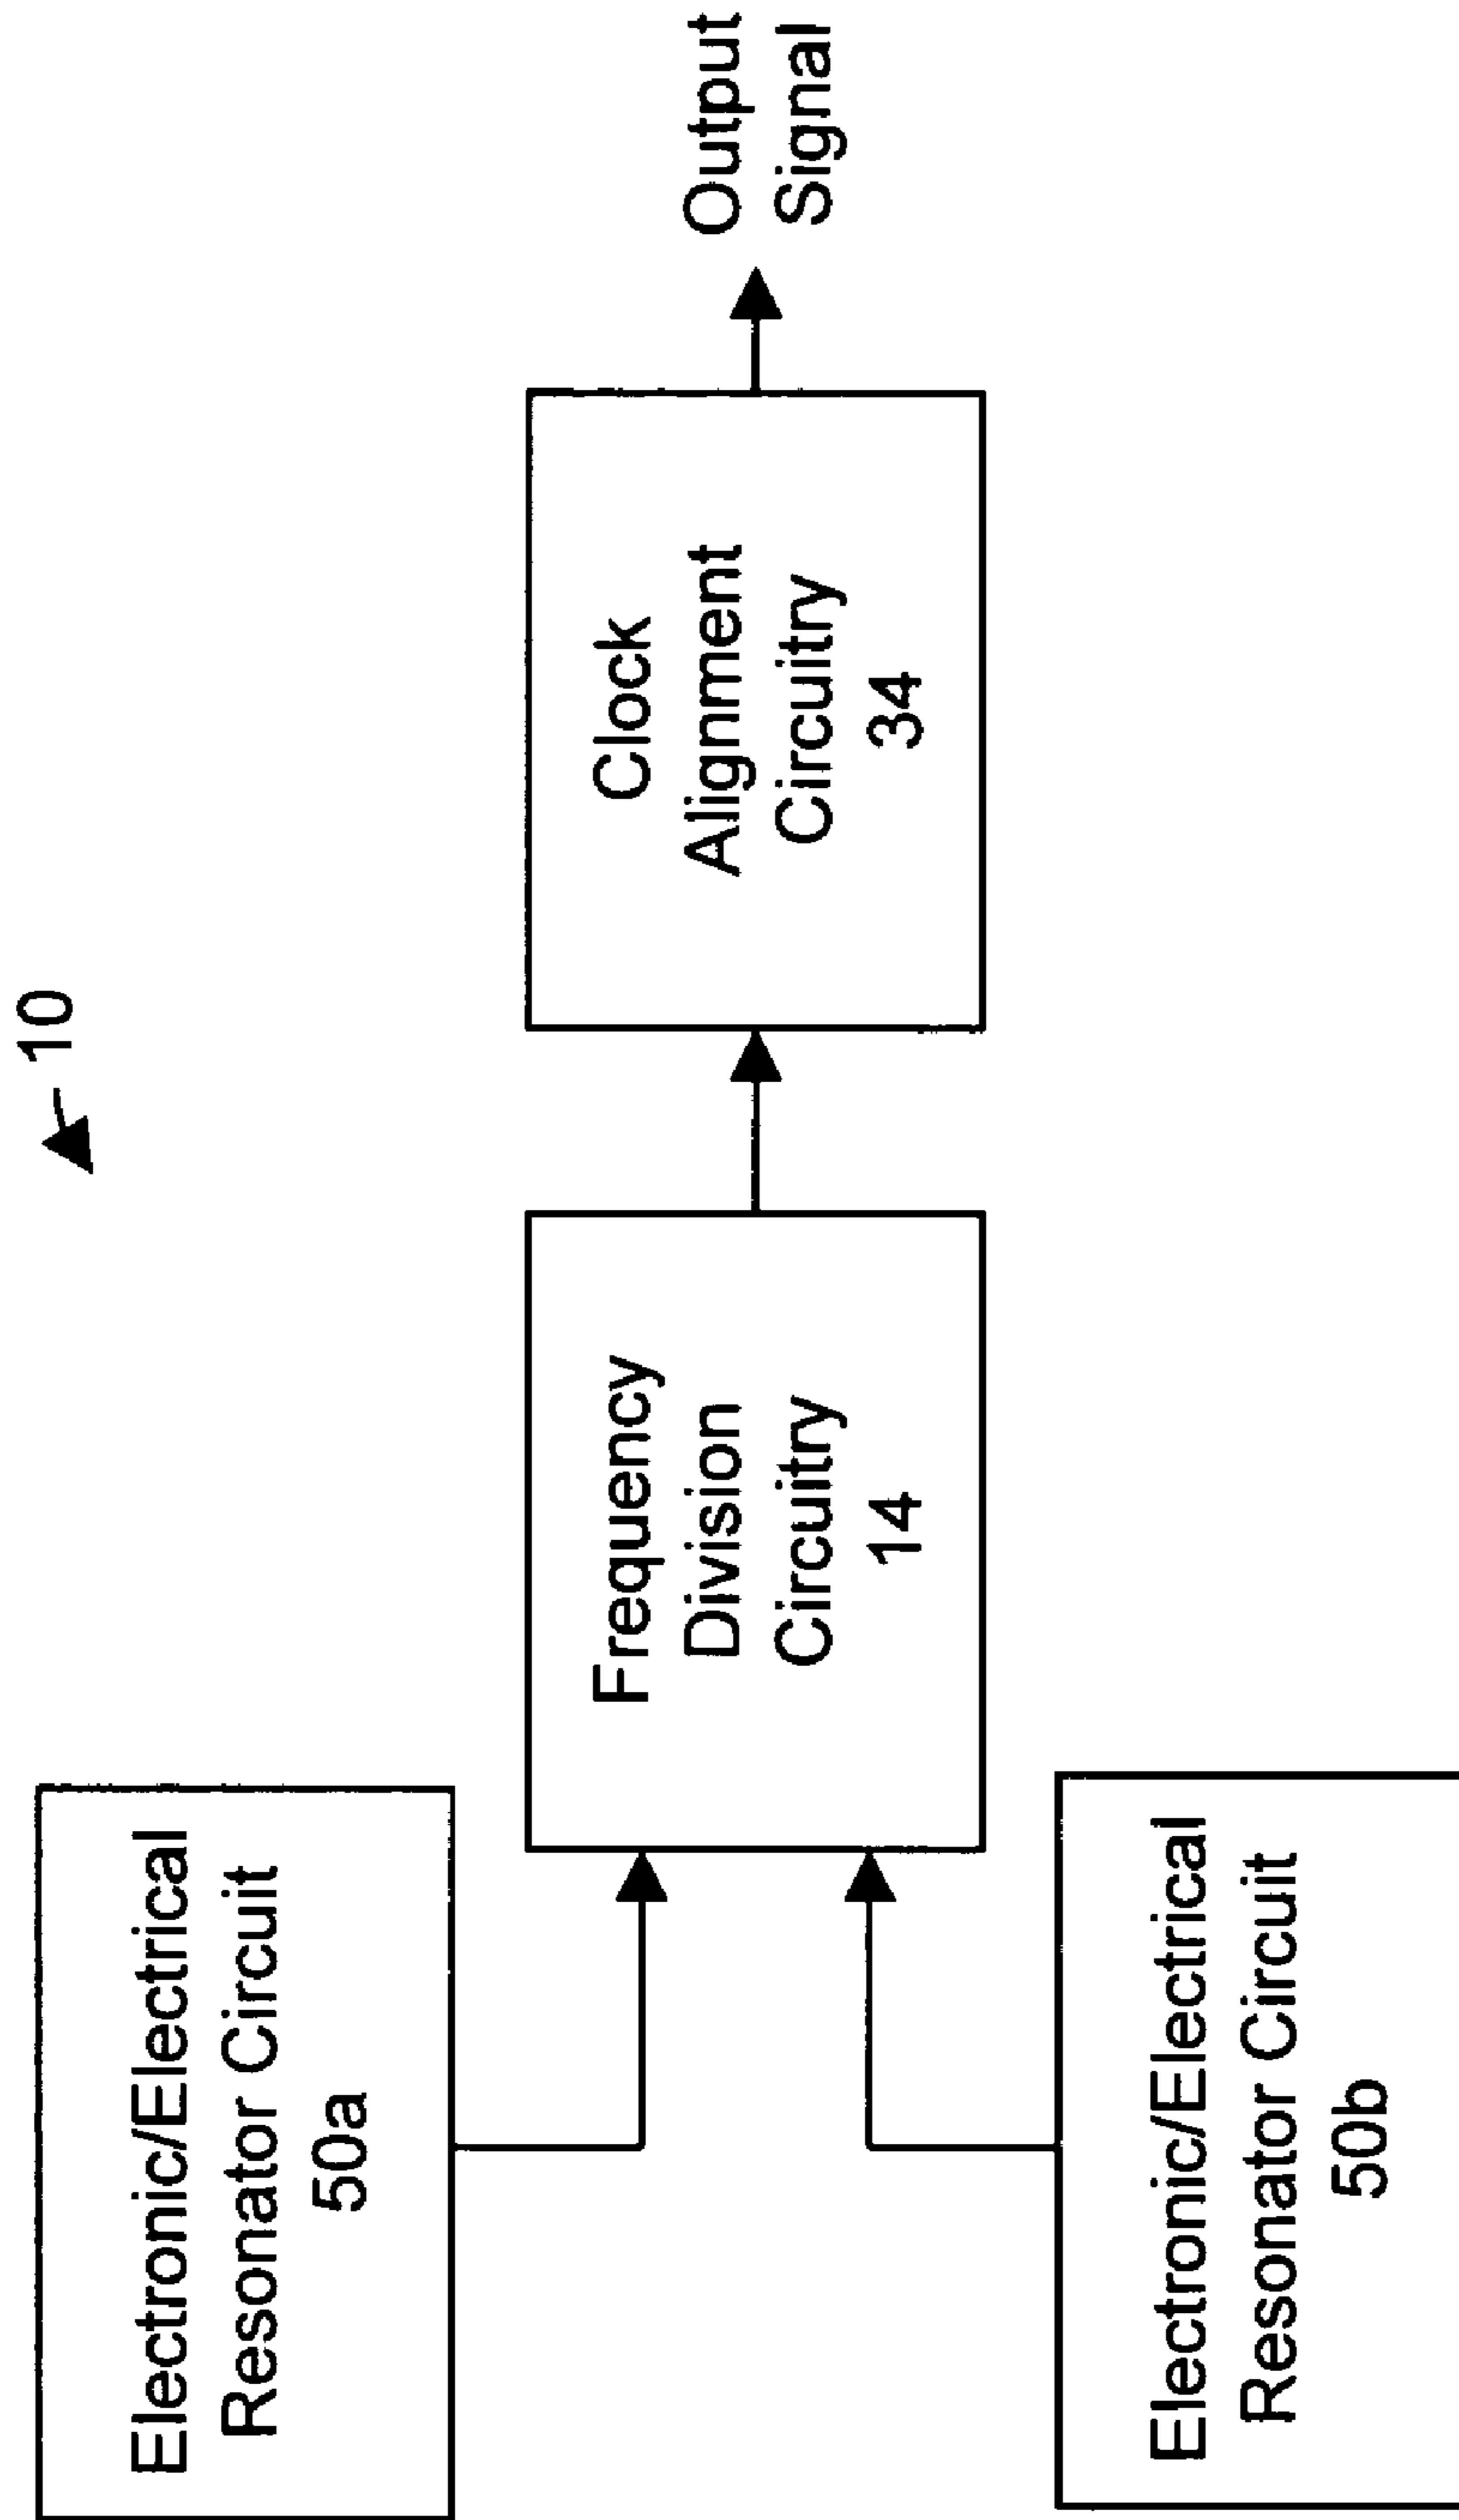 10
Electronic/Electrical
Resonator Circuit
50a
Frequency
Division
Circuitry
14
Clock
Alignment
Circuitry
34
Output
Signal
Electronic/Electrical
Resonator Circuit
50b